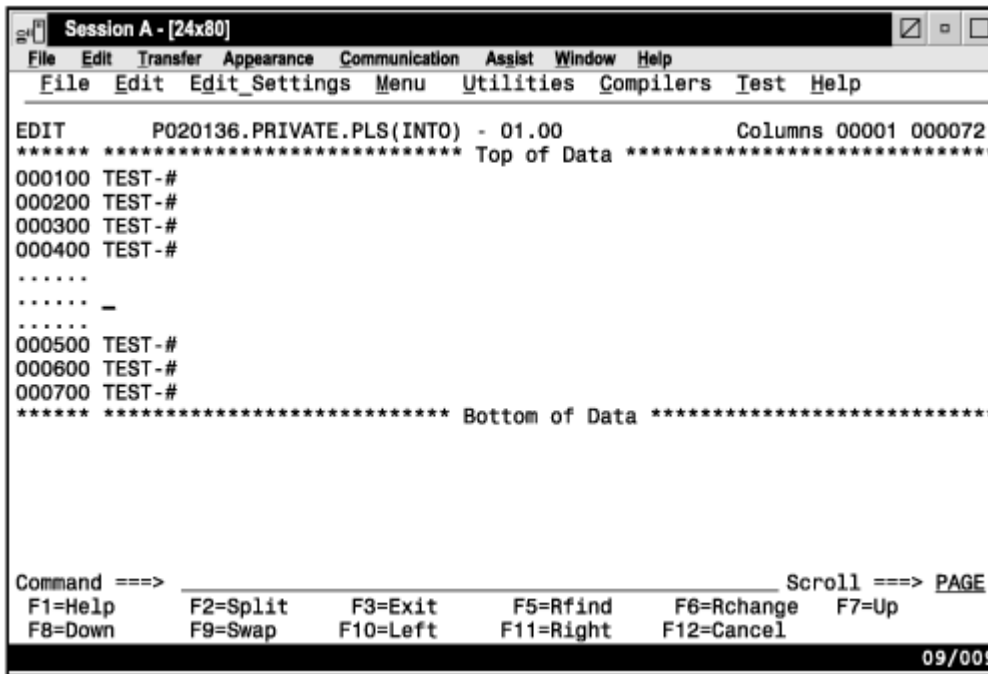 Session A - [24x80]
File Edit Transfer Appearance Communication Assist Window Help
File Edit Edit_Settings Menu Utilities Compilers Test Help
EDIT P020136.PRIVATE.PLS(INTO) - 01.00 Columns 00001 000072
****** ***************************** Top of Data ******************************
000100 TEST-#
000200 TEST-#
000300 TEST-#
000400 TEST-#
......
...... _
......
000500 TEST-#
000600 TEST-#
000700 TEST-#
****** **************************** Bottom of Data ****************************
Command ===> Scroll ===> PAGE
F1=Help F2=Split F3=Exit F5=Rfind F6=Rchange F7=Up
F8=Down F9=Swap F10=Left F11=Right F12=Cancel
09/009